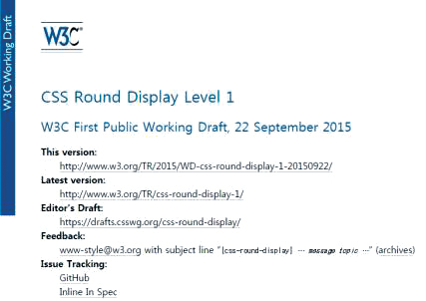 W3C Working Draft
W3C®
CSS Round Display Level 1
W3C First Public Working Draft, 22 September 2015
This version:
http://www.w3.org/TR/2015/WD-css-round-display-1-20150922/
Latest version:
http://www.w3.org/TR/css-round-display-1/
Editor's Draft:
https://drafts.csswg.org/css-round-display/
Feedback:
www-style@w3.org with subject line “[css-round-display] … message topic …” (archives)
Issue Tracking:
GitHub
Inline In Spec